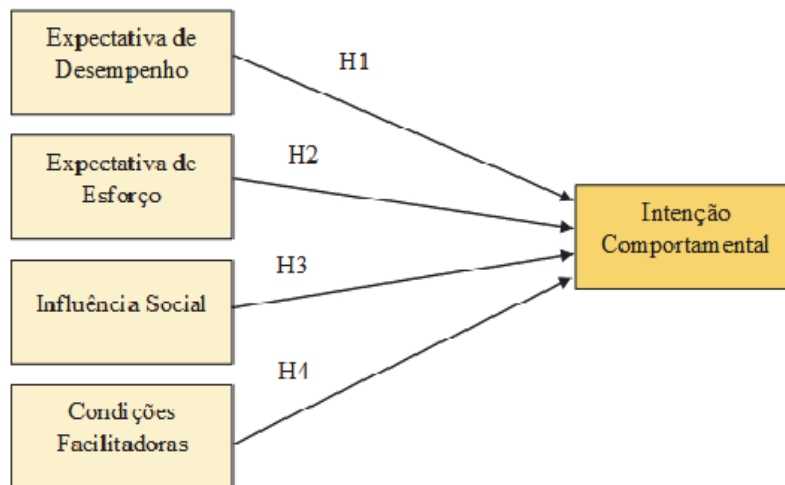 Expectativa de
Desempenho
H1
Expectativa de
Esforço
H2
Influência Social
H3
Condições
Facilitadoras
H4
Intenção
Comportamental